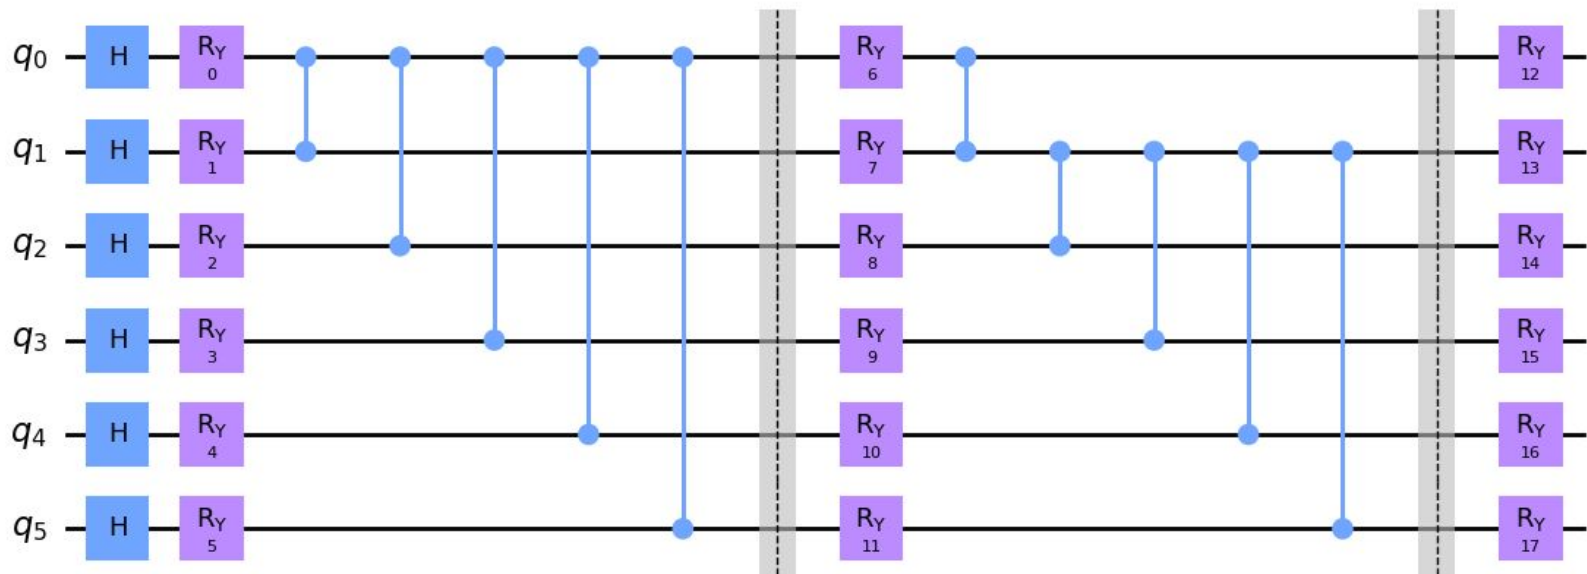 q0 H RY 0 RY 6 RY 12
q1 H RY 1 RY 7 RY 13
q2 H RY 2 RY 8 RY 14
q3 H RY 3 RY 9 RY 15
q4 H RY 4 RY 10 RY 16
q5 H RY 5 RY 11 RY 17